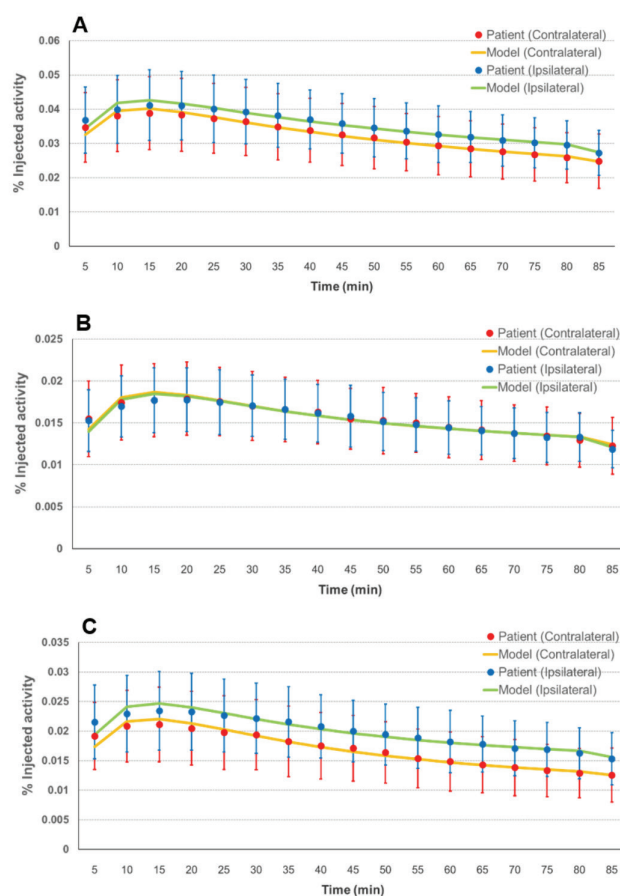 A
Patient (Contralateral)
Model (Contralateral)
Patient (Ipsilateral)
Model (Ipsilateral)
% Injected activity
0.06
0.05
0.04
0.03
0.02
0.01
0
5 10 15 20 25 30 35 40 45 50 55 60 65 70 75 80 85
Time (min)
B
Patient (Contralateral)
Model (Contralateral)
Patient (Ipsilateral)
Model (Ipsilateral)
% Injected activity
0.025
0.02
0.015
0.01
0.005
0
5 10 15 20 25 30 35 40 45 50 55 60 65 70 75 80 85
Time (min)
C
Patient (Contralateral)
Model (Contralateral)
Patient (Ipsilateral)
Model (Ipsilateral)
% Injected activity
0.035
0.03
0.025
0.02
0.015
0.01
0.005
0
5 10 15 20 25 30 35 40 45 50 55 60 65 70 75 80 85
Time (min)